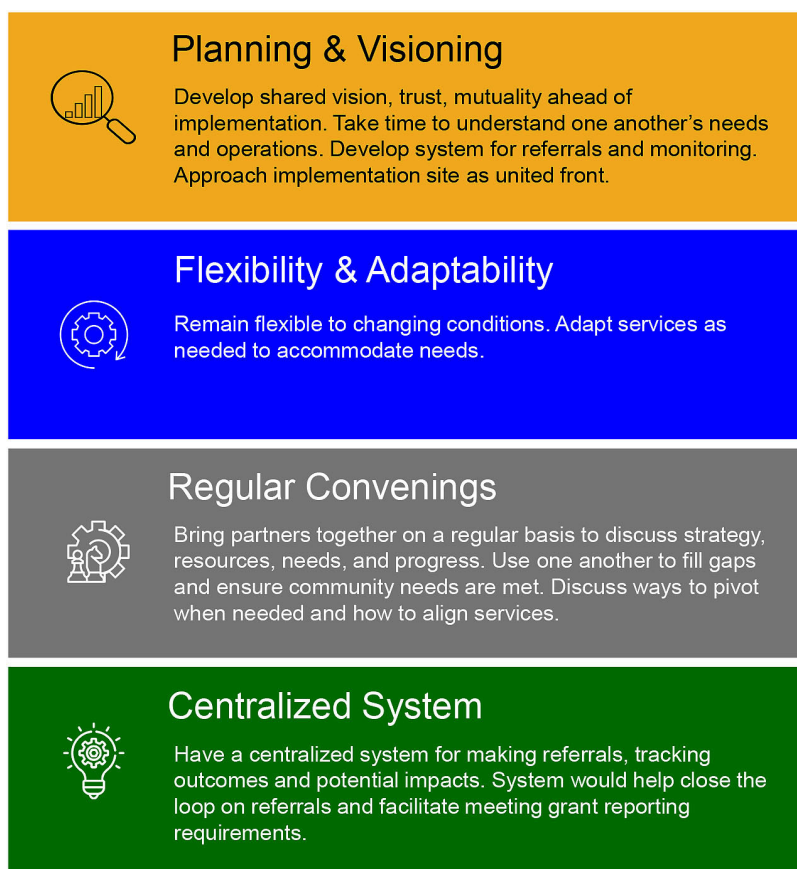 Planning & Visioning
Develop shared vision, trust, mutuality ahead of
implementation. Take time to understand one another’s needs
and operations. Develop system for referrals and monitoring.
Approach implementation site as united front.
Flexibility & Adaptability
Remain flexible to changing conditions. Adapt services as
needed to accommodate needs.
Regular Convenings
Bring partners together on a regular basis to discuss strategy,
resources, needs, and progress. Use one another to fill gaps
and ensure community needs are met. Discuss ways to pivot
when needed and how to align services.
Centralized System
Have a centralized system for making referrals, tracking
outcomes and potential impacts. System would help close the
loop on referrals and facilitate meeting grant reporting
requirements.